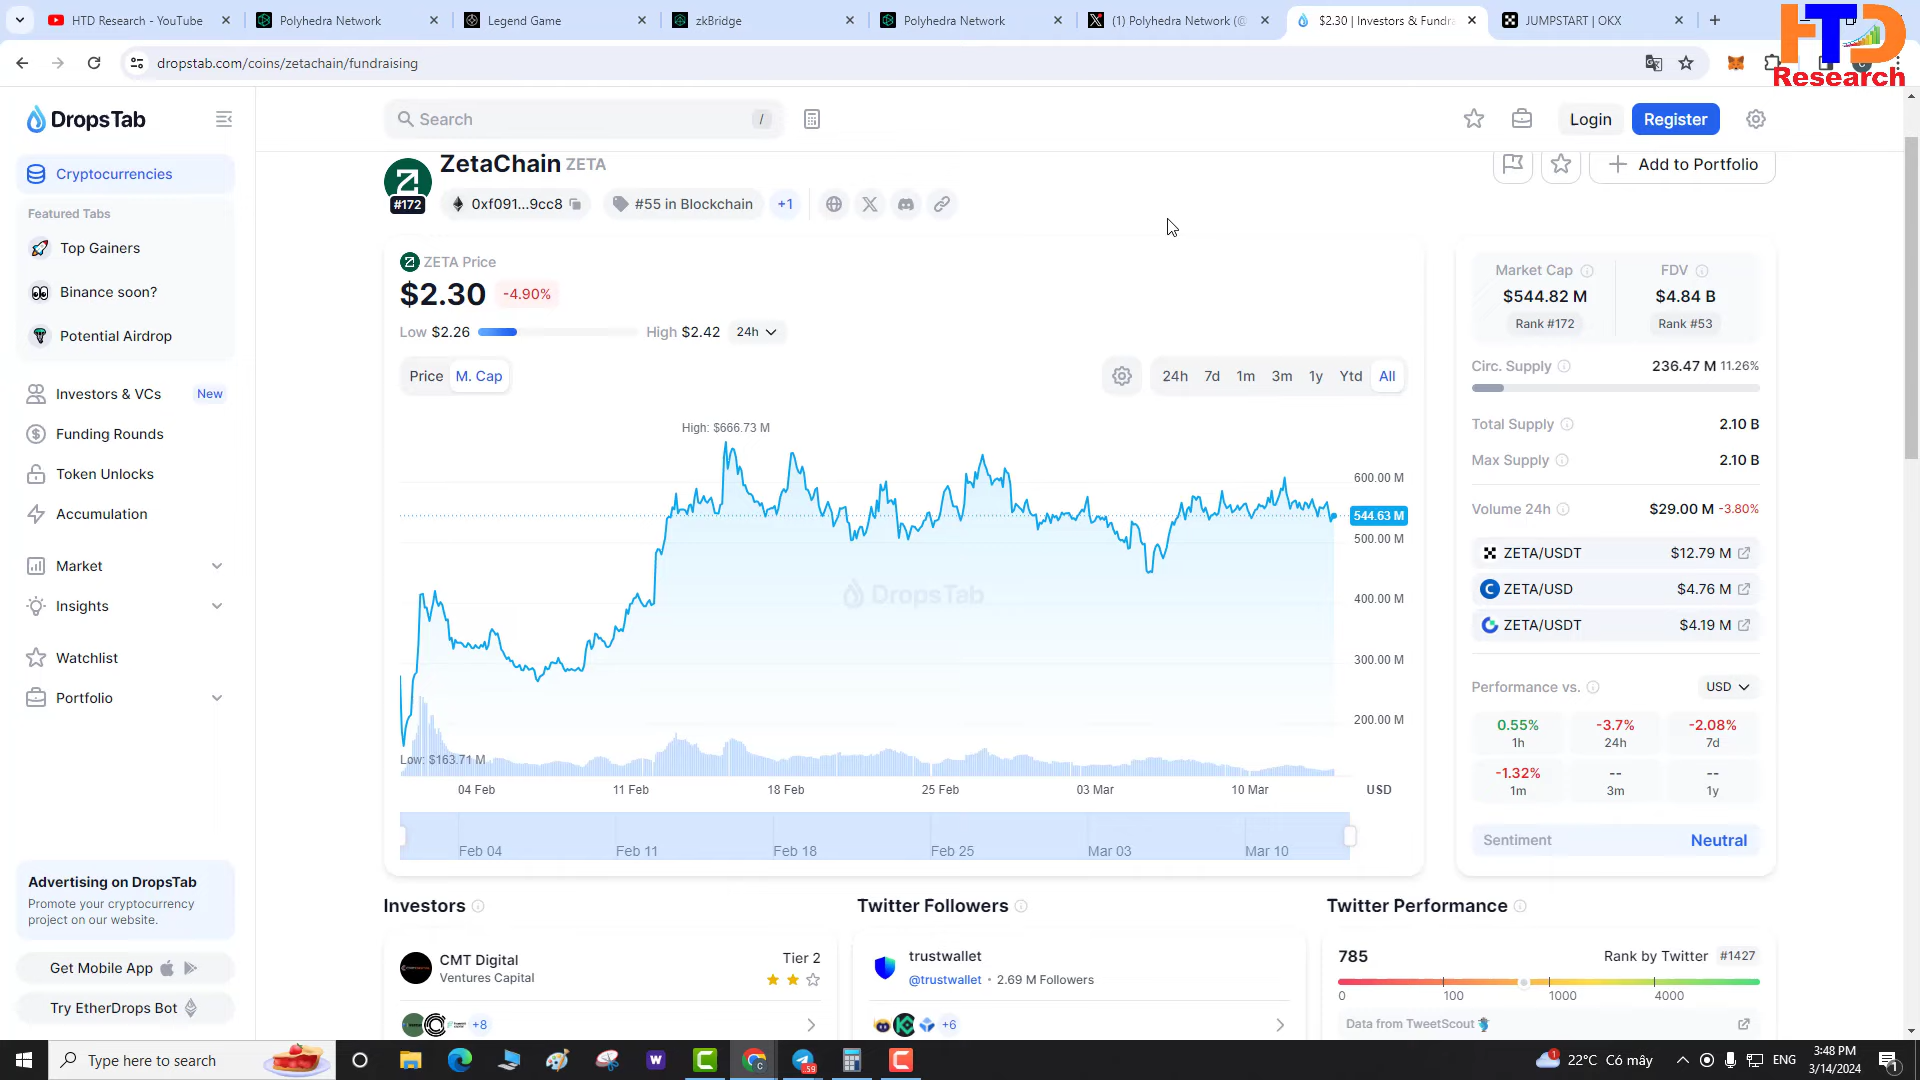 HTD Research - YouTube
Polyhedra Network
Legend Game
zkBridge
Polyhedra Network
(1) Polyhedra Network (@
$2.30 | Investors & Fundra
JUMPSTART | OKX
HTD
Research
dropstab.com/coins/zetachain/fundraising
DropsTab
Search
/
Login
Register
Cryptocurrencies
Featured Tabs
Top Gainers
Binance soon?
Potential Airdrop
Investors & VCs
New
Funding Rounds
Token Unlocks
Accumulation
Market
Insights
Watchlist
Portfolio
Advertising on DropsTab
Promote your cryptocurrency
project on our website.
Get Mobile App
Try EtherDrops Bot
ZetaChain ZETA
#172
0xf091...9cc8
#55 in Blockchain
+1
Add to Portfolio
ZETA Price
$2.30 -4.90%
Low $2.26
High $2.42
24h
Price
M. Cap
24h 7d 1m 3m 1y Ytd All
High: $666.73 M
600.00 M
544.63 M
500.00 M
400.00 M
300.00 M
200.00 M
DropsTab
Low: $163.71 M
04 Feb 11 Feb 18 Feb 25 Feb 03 Mar 10 Mar USD
Feb 04 Feb 11 Feb 18 Feb 25 Mar 03 Mar 10
Market Cap
$544.82 M
Rank #172
FDV
$4.84 B
Rank #53
Circ. Supply 236.47 M 11.26%
Total Supply 2.10 B
Max Supply 2.10 B
Volume 24h $29.00 M -3.80%
ZETA/USDT $12.79 M
ZETA/USD $4.76 M
ZETA/USDT $4.19 M
Performance vs. USD
0.55% -3.7% -2.08%
1h 24h 7d
-1.32% -- --
1m 3m 1y
Sentiment Neutral
Investors
CMT Digital
Ventures Capital
Tier 2
+8
Twitter Followers
trustwallet
@trustwallet • 2.69 M Followers
+6
Twitter Performance
785
Rank by Twitter #1427
0 100 1000 4000
Data from TweetScout
Type here to search
22°C Có mây
ENG
3:48 PM
3/14/2024